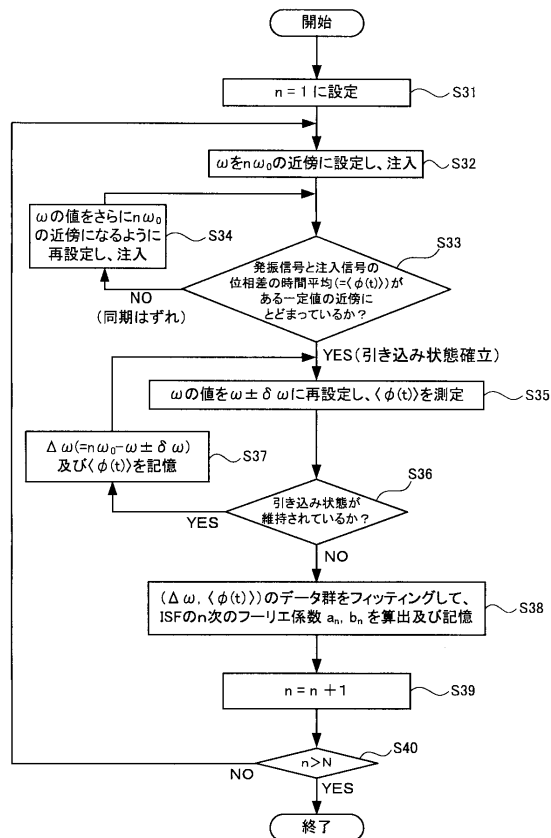 開始
n = 1 に設定
S31
ωをnω₀の近傍に設定し、注入
S32
ωの値をさらにnω₀
の近傍になるように
再設定し、注入
S34
S33
発振信号と注入信号の
位相差の時間平均(=⟨φ(t)⟩)が
ある一定値の近傍に
とどまっているか？
NO
(同期はずれ)
YES(引き込み状態確立)
ωの値をω±δωに再設定し、⟨φ(t)⟩を測定
S35
Δω(=nω₀-ω±δω)
及び⟨φ(t)⟩を記憶
S37
S36
引き込み状態が
維持されているか？
YES
NO
(Δω, ⟨φ(t)⟩)のデータ群をフィッティングして、
ISFのn次のフーリエ係数 aₙ, bₙ を算出及び記憶
S38
n = n + 1
S39
S40
n>N
NO
YES
終了